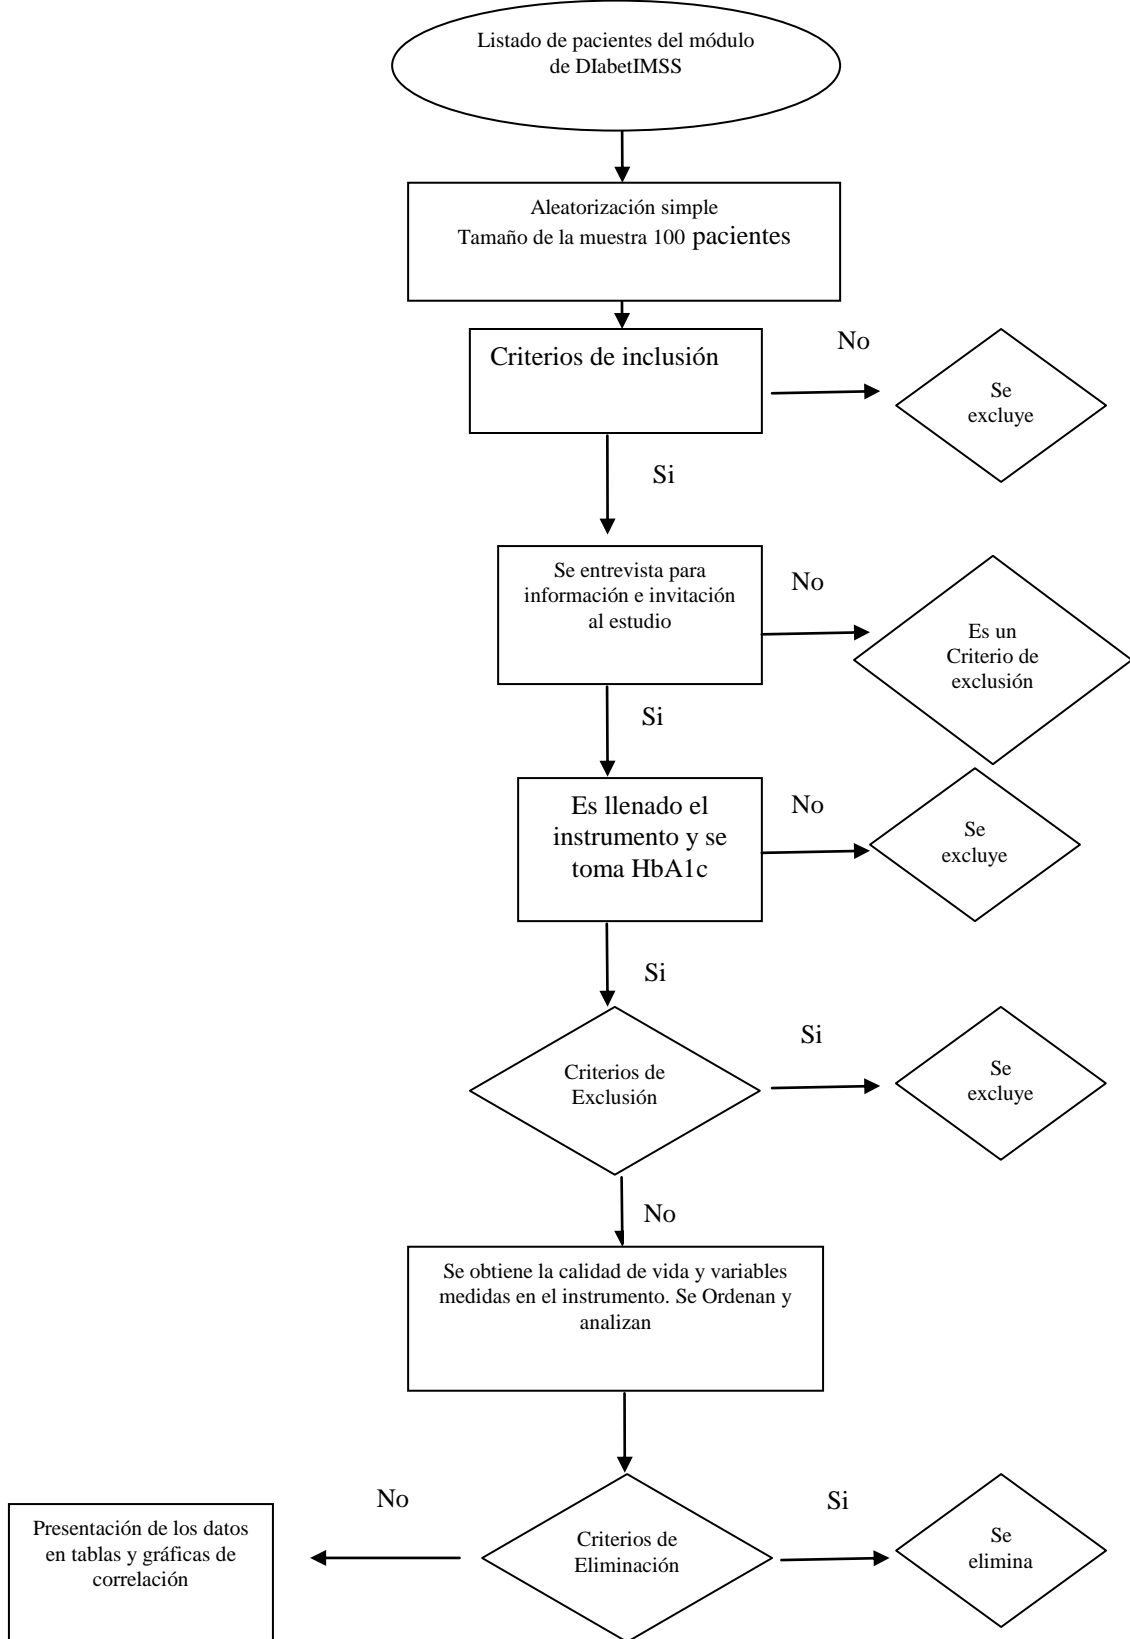 Listado de pacientes del módulo
de DIabetIMSS
Aleatorización simple
Tamaño de la muestra 100 pacientes
Criterios de inclusión
No
Se
excluye
Si
Se entrevista para
información e invitación
al estudio
No
Es un
Criterio de
exclusión
Si
Es llenado el
instrumento y se
toma HbA1c
No
Se
excluye
Si
Criterios de
Exclusión
Si
Se
excluye
No
Se obtiene la calidad de vida y variables
medidas en el instrumento. Se Ordenan y
analizan
Criterios de
Eliminación
Si
Se
elimina
No
Presentación de los datos
en tablas y gráficas de
correlación